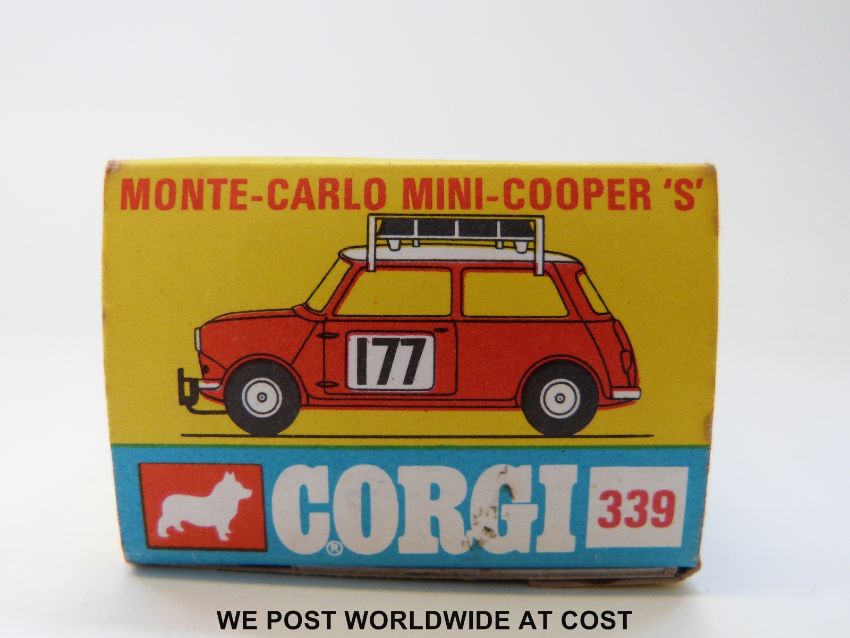 MONTE-CARLO MINI-COOPER 'S'
177
CORGI® 339
WE POST WORLDWIDE AT COST